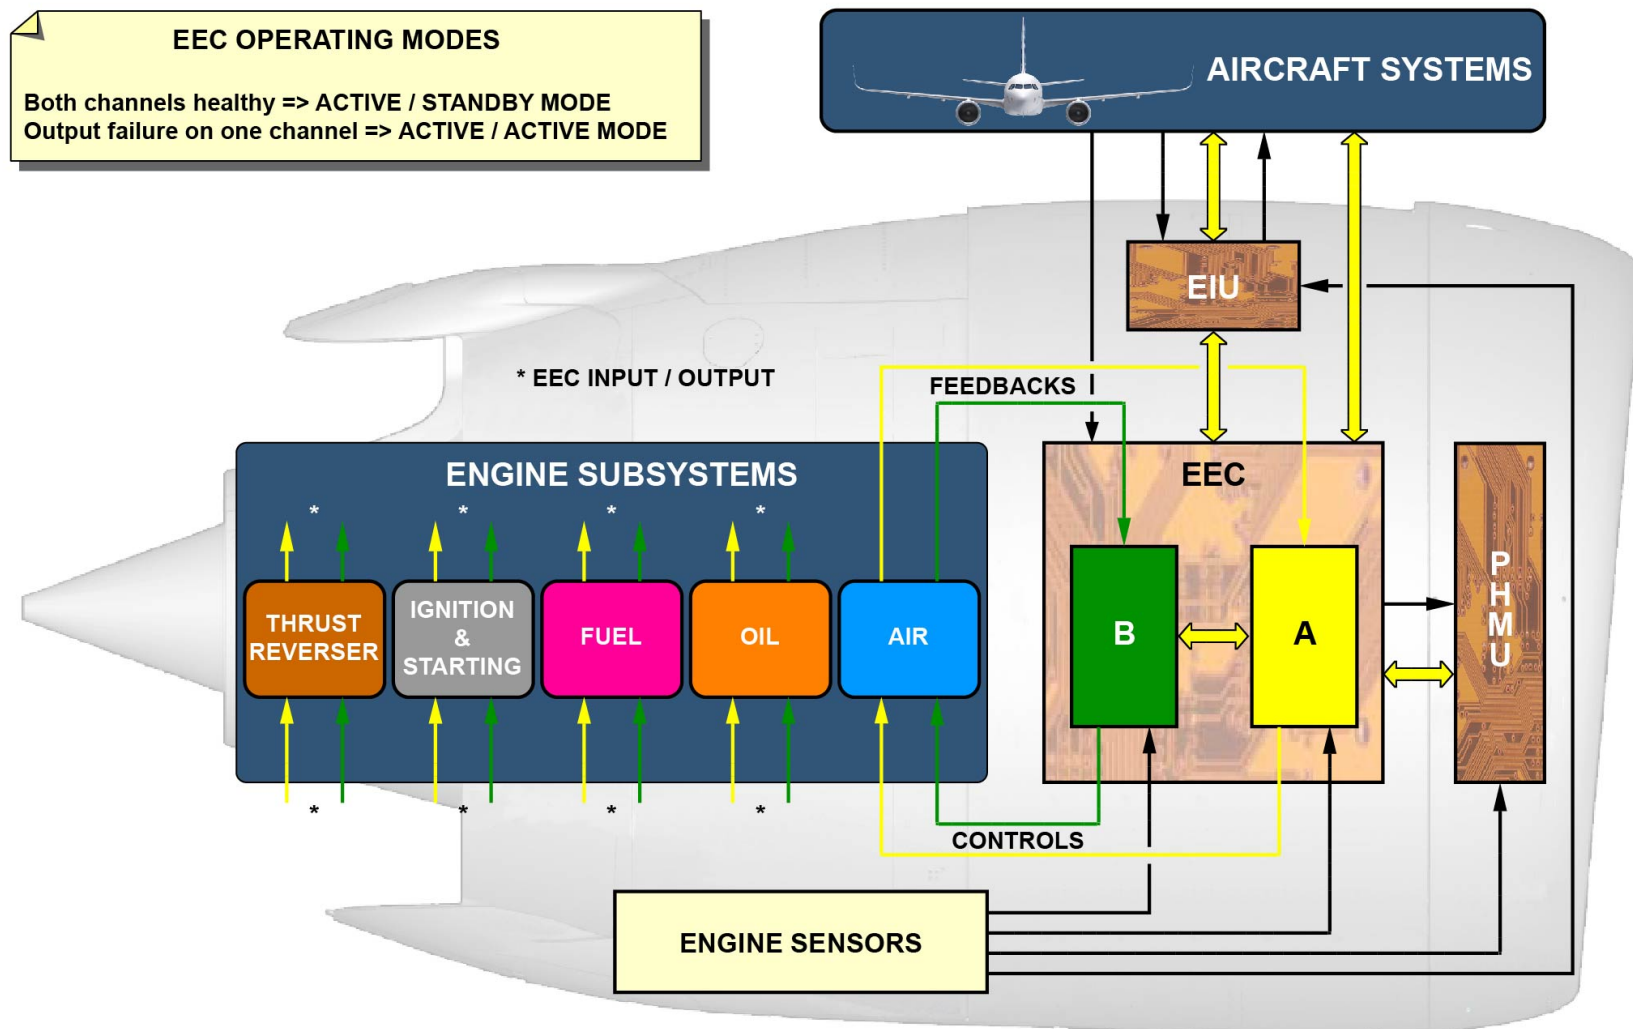 EEC OPERATING MODES
Both channels healthy => ACTIVE / STANDBY MODE
Output failure on one channel => ACTIVE / ACTIVE MODE
AIRCRAFT SYSTEMS
EIU
* EEC INPUT / OUTPUT
FEEDBACKS
ENGINE SUBSYSTEMS
EEC
* * * *
THRUST
REVERSER
IGNITION
&
STARTING
FUEL
OIL
AIR
B
A
P
H
M
U
* * * *
CONTROLS
ENGINE SENSORS